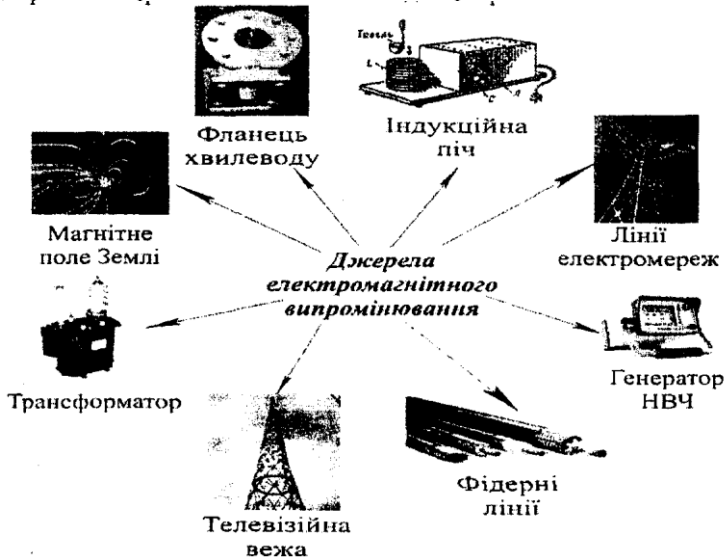 Фланець
хвилеводу
Тигель
L
C
Індукційна
піч
Магнітне
поле Землі
Лінії
електромереж
Джерела
електромагнітного
випромінювання
Трансформатор
Генератор
НВЧ
Телевізійна
вежа
Фідерні
лінії